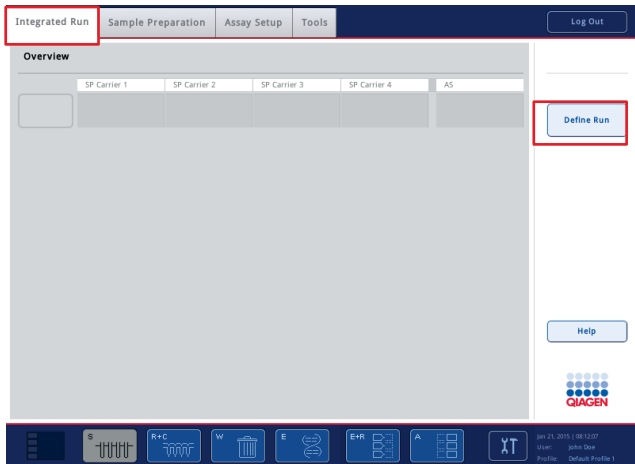 Integrated Run Sample Preparation Assay Setup Tools Log Out
Overview
SP Carrier 1 SP Carrier 2 SP Carrier 3 SP Carrier 4 AS
Define Run
Help
QIAGEN
S R+C W E E+R A
Jan 21, 2015 | 08:12:07
User: John Doe
Profile: Default Profile 1